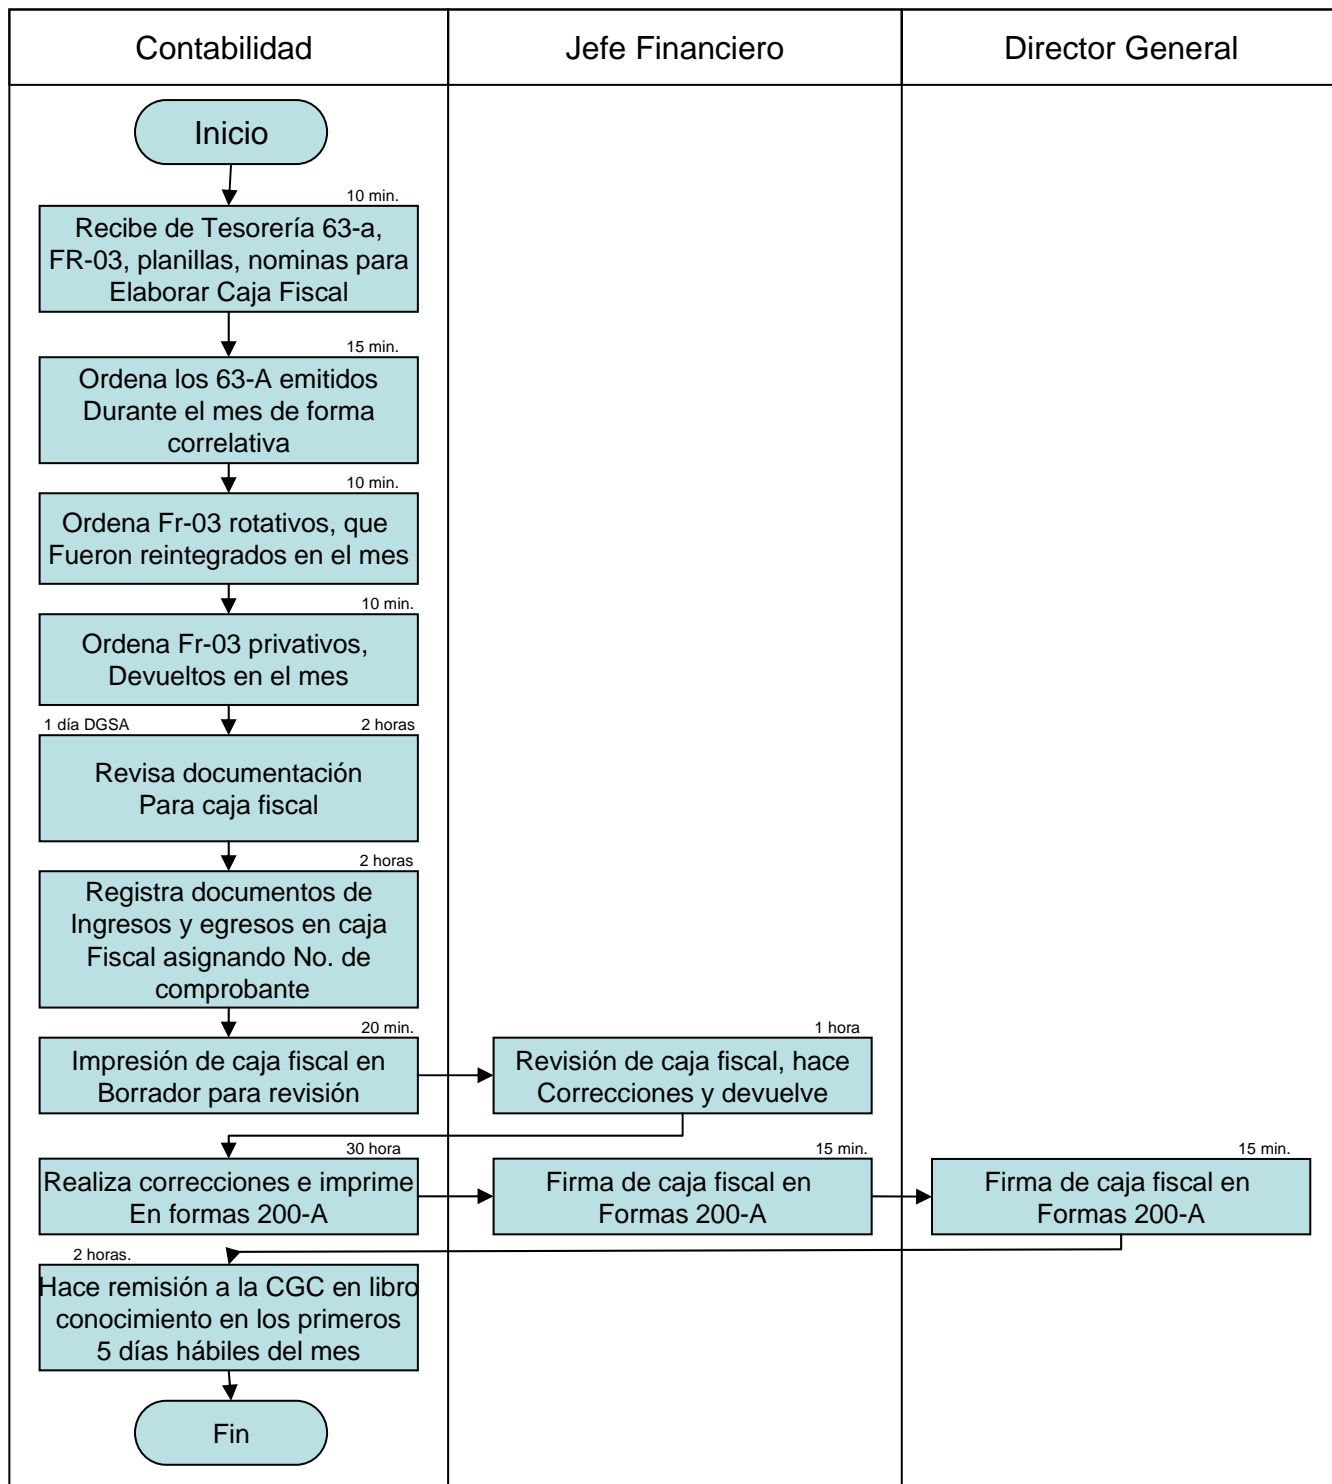 Contabilidad
Jefe Financiero
Director General
Inicio
10 min.
Recibe de Tesorería 63-a,
FR-03, planillas, nominas para
Elaborar Caja Fiscal
15 min.
Ordena los 63-A emitidos
Durante el mes de forma
correlativa
10 min.
Ordena Fr-03 rotativos, que
Fueron reintegrados en el mes
10 min.
Ordena Fr-03 privativos,
Devueltos en el mes
1 día DGSA
2 horas
Revisa documentación
Para caja fiscal
2 horas
Registra documentos de
Ingresos y egresos en caja
Fiscal asignando No. de
comprobante
20 min.
Impresión de caja fiscal en
Borrador para revisión
1 hora
Revisión de caja fiscal, hace
Correcciones y devuelve
30 hora
Realiza correcciones e imprime
En formas 200-A
15 min.
Firma de caja fiscal en
Formas 200-A
15 min.
Firma de caja fiscal en
Formas 200-A
2 horas.
Hace remisión a la CGC en libro
conocimiento en los primeros
5 días hábiles del mes
Fin